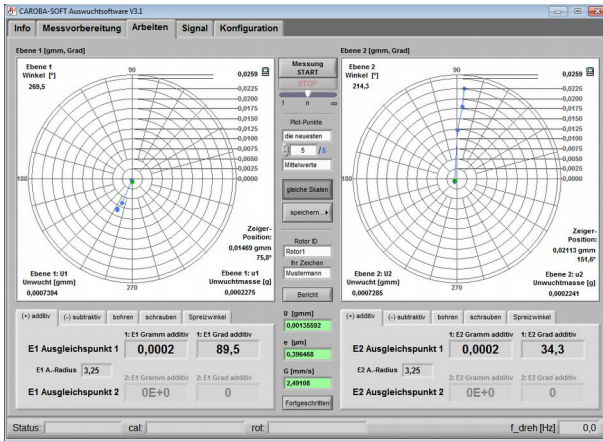 CAROBA-SOFT Auswuchtsoftware V3.1
Info Messvorbereitung Arbeiten Signal Konfiguration
Ebene 1 [gmm, Grad]
Ebene 1
Winkel [°]
269,5
90
0,0259
0,0225
0,0200
0,0175
0,0150
0,0125
0,0100
0,0075
0,0050
0,0025
0,0000
180
270
Zeiger-
Position:
0,01469 gmm
75,8°
Ebene 1: U1
Unwucht [gmm]
0,0007394
Ebene 1: u1
Unwuchtmasse [g]
0,0002275
Messung
START
STOP
1 n ∞
Plot-Punkte
die neuesten
5 /5
Mittelwerte
gleiche Skalen
speichern...
Rotor ID
Rotor1
Ihr Zeichen
Mustermann
Bericht
U [gmm]
0,00135592
e [µm]
0,396468
G [mm/s]
2,49108
Fortgeschritten
Ebene 2 [gmm, Grad]
Ebene 2
Winkel [°]
214,3
90
0,0259
0,0225
0,0200
0,0175
0,0150
0,0125
0,0100
0,0075
0,0050
0,0025
0,0000
180
270
Zeiger-
Position:
0,02113 gmm
151,6°
Ebene 2: U2
Unwucht [gmm]
0,0007285
Ebene 2: u2
Unwuchtmasse [g]
0,0002241
(+) additiv (-) subtraktiv bohren schrauben Spreizwinkel
1: E1 Gramm additiv 1: E1 Grad additiv
E1 Ausgleichspunkt 1 0,0002 89,5
E1 A.-Radius 3,25
2: E1 Gramm additiv 2: E1 Grad additiv
E1 Ausgleichspunkt 2 0E+0 0
(+) additiv (-) subtraktiv bohren schrauben Spreizwinkel
1: E2 Gramm additiv 1: E2 Grad additiv
E2 Ausgleichspunkt 1 0,0002 34,3
E2 A.-Radius 3,25
2: E2 Gramm additiv 2: E2 Grad additiv
E2 Ausgleichspunkt 2 0E+0 0
Status: cal: rot: f_dreh [Hz] 0,0